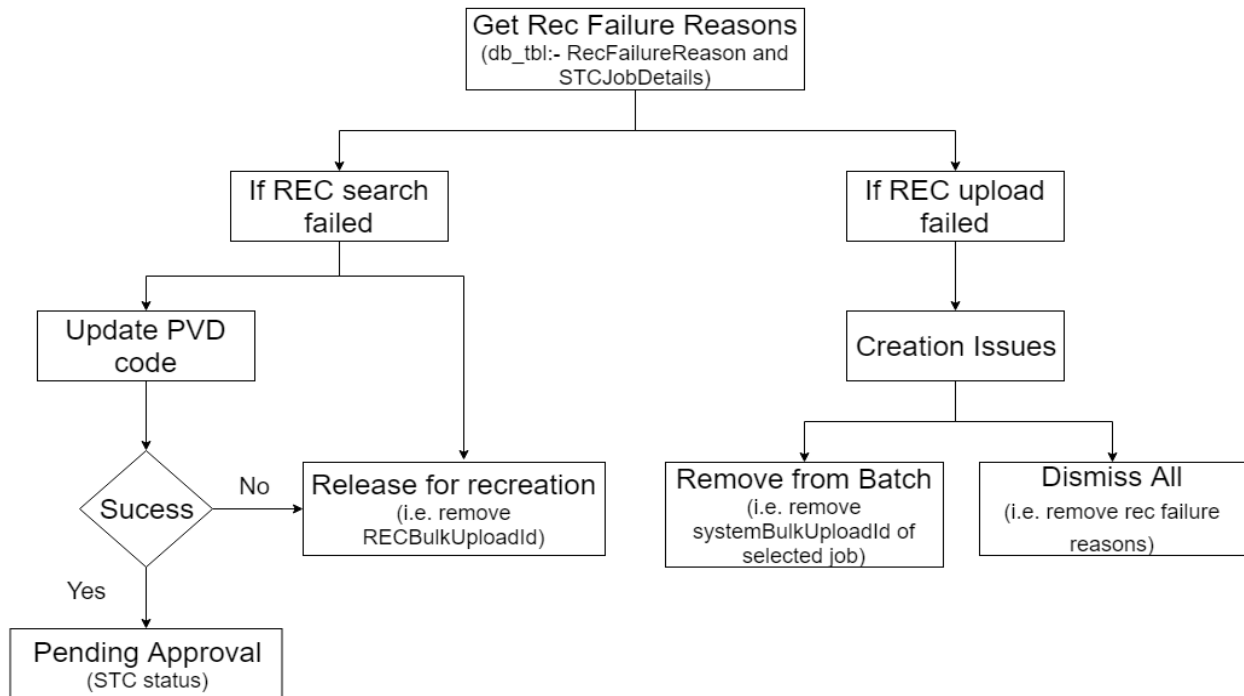 Get Rec Failure Reasons
(db_tbl:- RecFailureReason and
STCJobDetails)
If REC search
failed
If REC upload
failed
Update PVD
code
Creation Issues
Sucess
No
Release for recreation
(i.e. remove
RECBulkUploadId)
Remove from Batch
(i.e. remove
systemBulkUploadId of
selected job)
Dismiss All
(i.e. remove rec failure
reasons)
Yes
Pending Approval
(STC status)